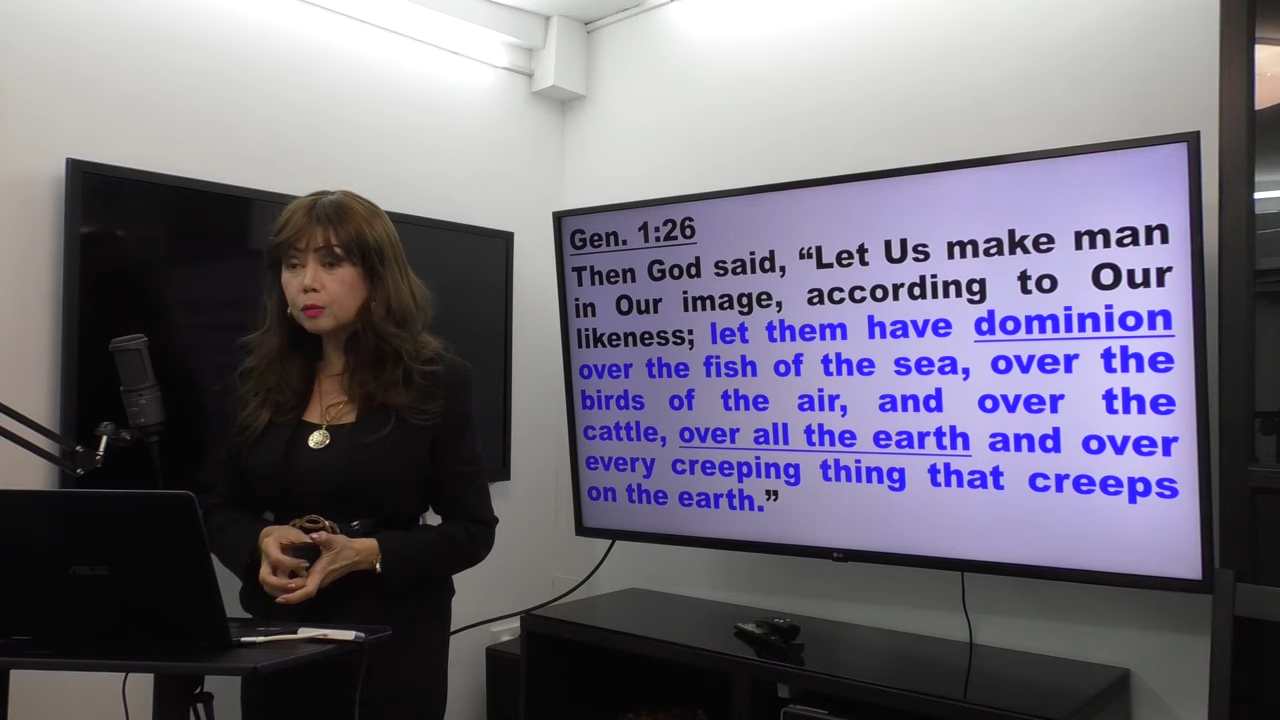 Gen. 1:26
Then God said, “Let Us make man
in Our image, according to Our
likeness; let them have dominion
over the fish of the sea, over the
birds of the air, and over the
cattle, over all the earth and over
every creeping thing that creeps
on the earth.”
LG
ASUS